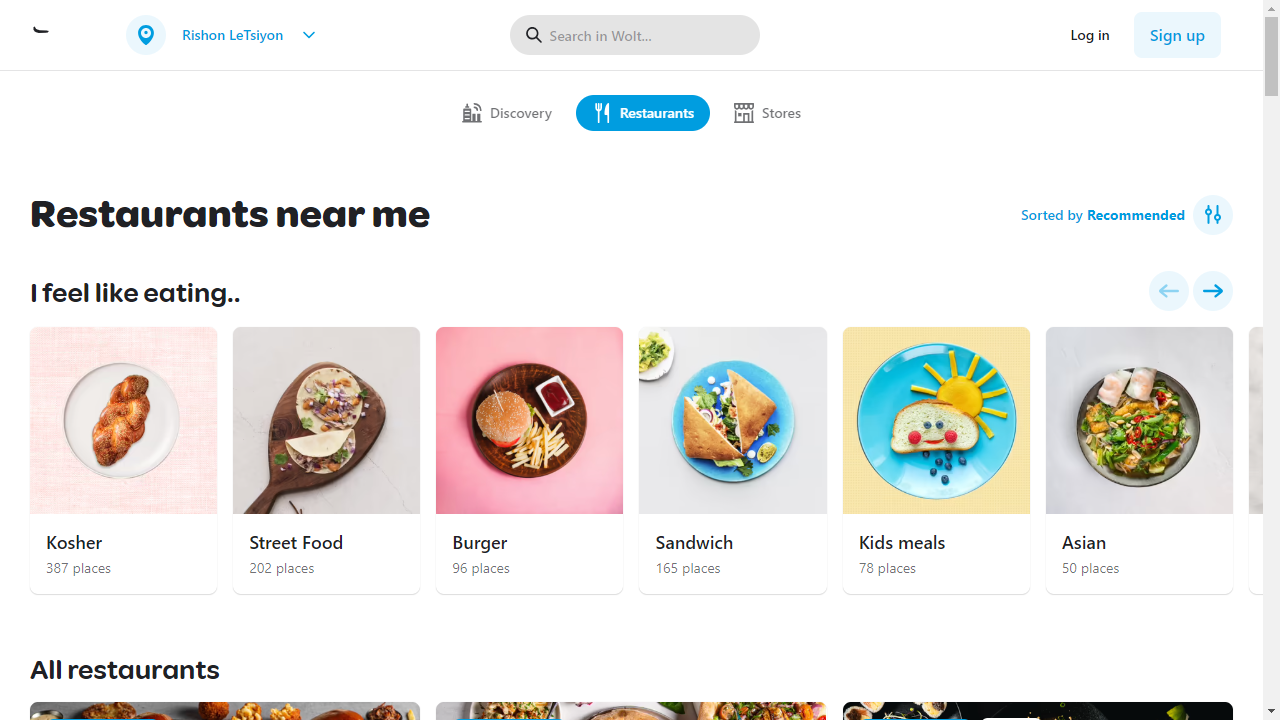 Rishon LeTsiyon
Search in Wolt...
Log in
Sign up
Discovery
Restaurants
Stores
Restaurants near me
Sorted by Recommended
I feel like eating..
Kosher
387 places
Street Food
202 places
Burger
96 places
Sandwich
165 places
Kids meals
78 places
Asian
50 places
All restaurants